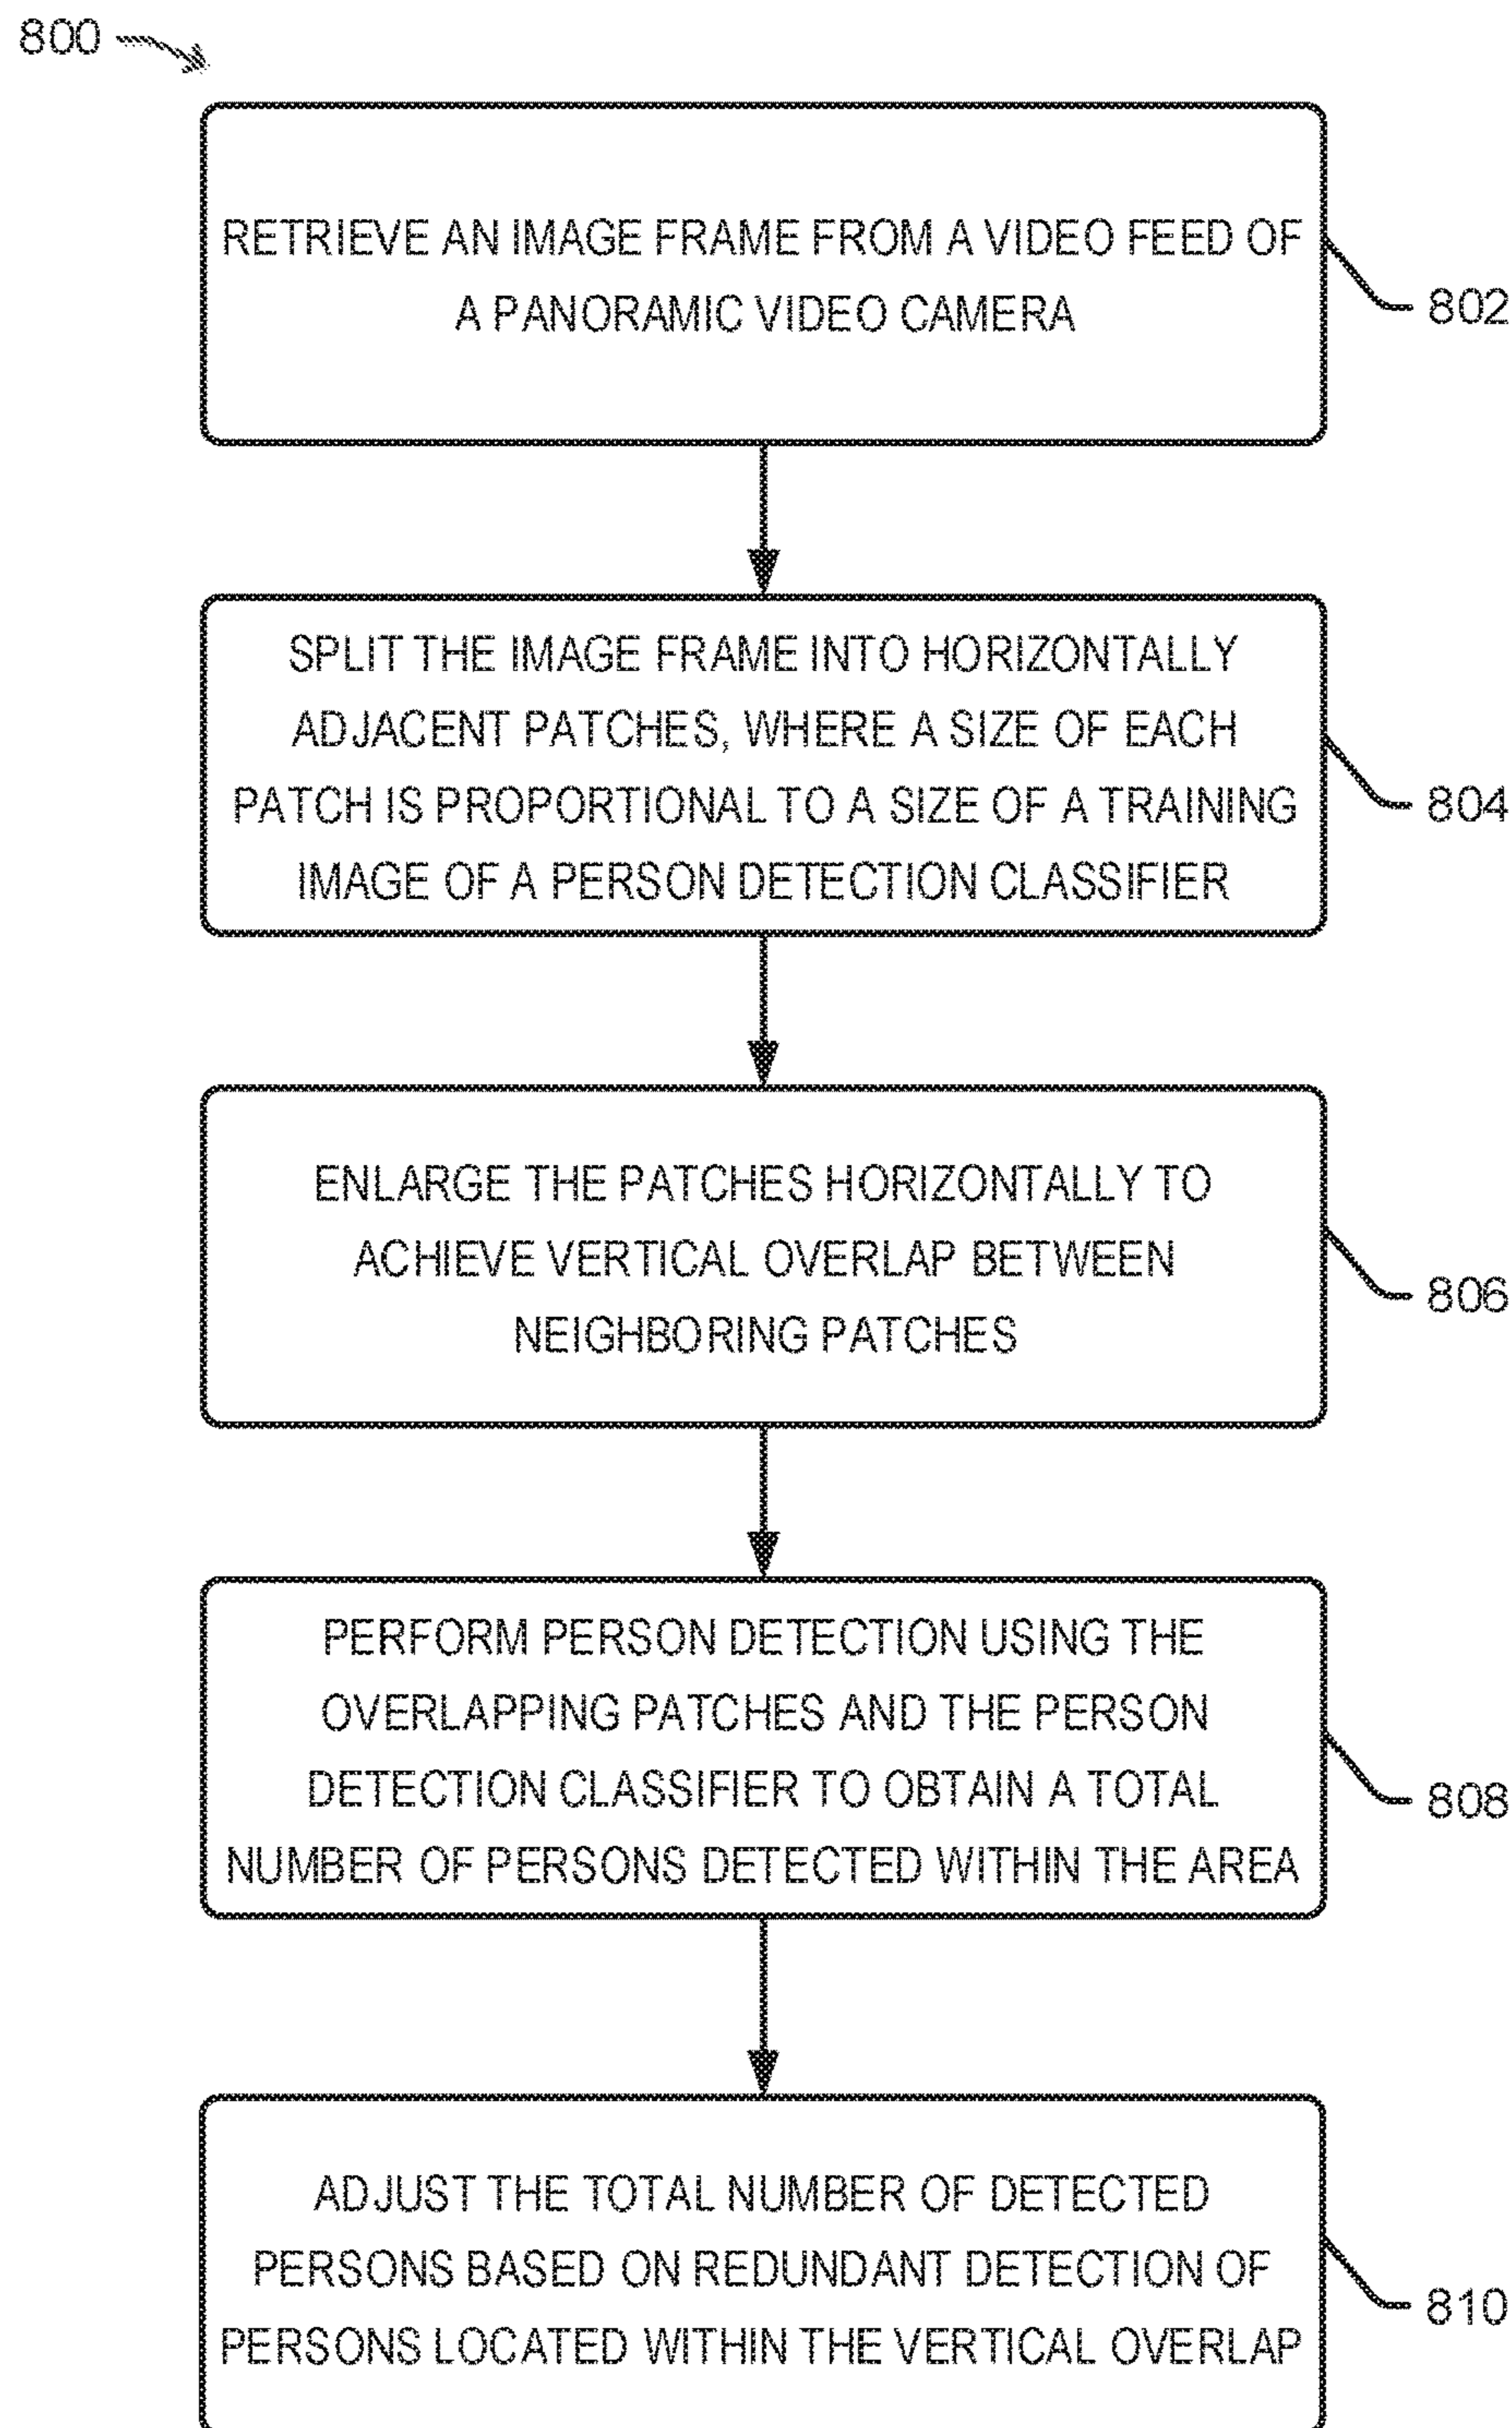 800
RETRIEVE AN IMAGE FRAME FROM A VIDEO FEED OF
A PANORAMIC VIDEO CAMERA
802
SPLIT THE IMAGE FRAME INTO HORIZONTALLY
ADJACENT PATCHES, WHERE A SIZE OF EACH
PATCH IS PROPORTIONAL TO A SIZE OF A TRAINING
IMAGE OF A PERSON DETECTION CLASSIFIER
804
ENLARGE THE PATCHES HORIZONTALLY TO
ACHIEVE VERTICAL OVERLAP BETWEEN
NEIGHBORING PATCHES
806
PERFORM PERSON DETECTION USING THE
OVERLAPPING PATCHES AND THE PERSON
DETECTION CLASSIFIER TO OBTAIN A TOTAL
NUMBER OF PERSONS DETECTED WITHIN THE AREA
808
ADJUST THE TOTAL NUMBER OF DETECTED
PERSONS BASED ON REDUNDANT DETECTION OF
PERSONS LOCATED WITHIN THE VERTICAL OVERLAP
810